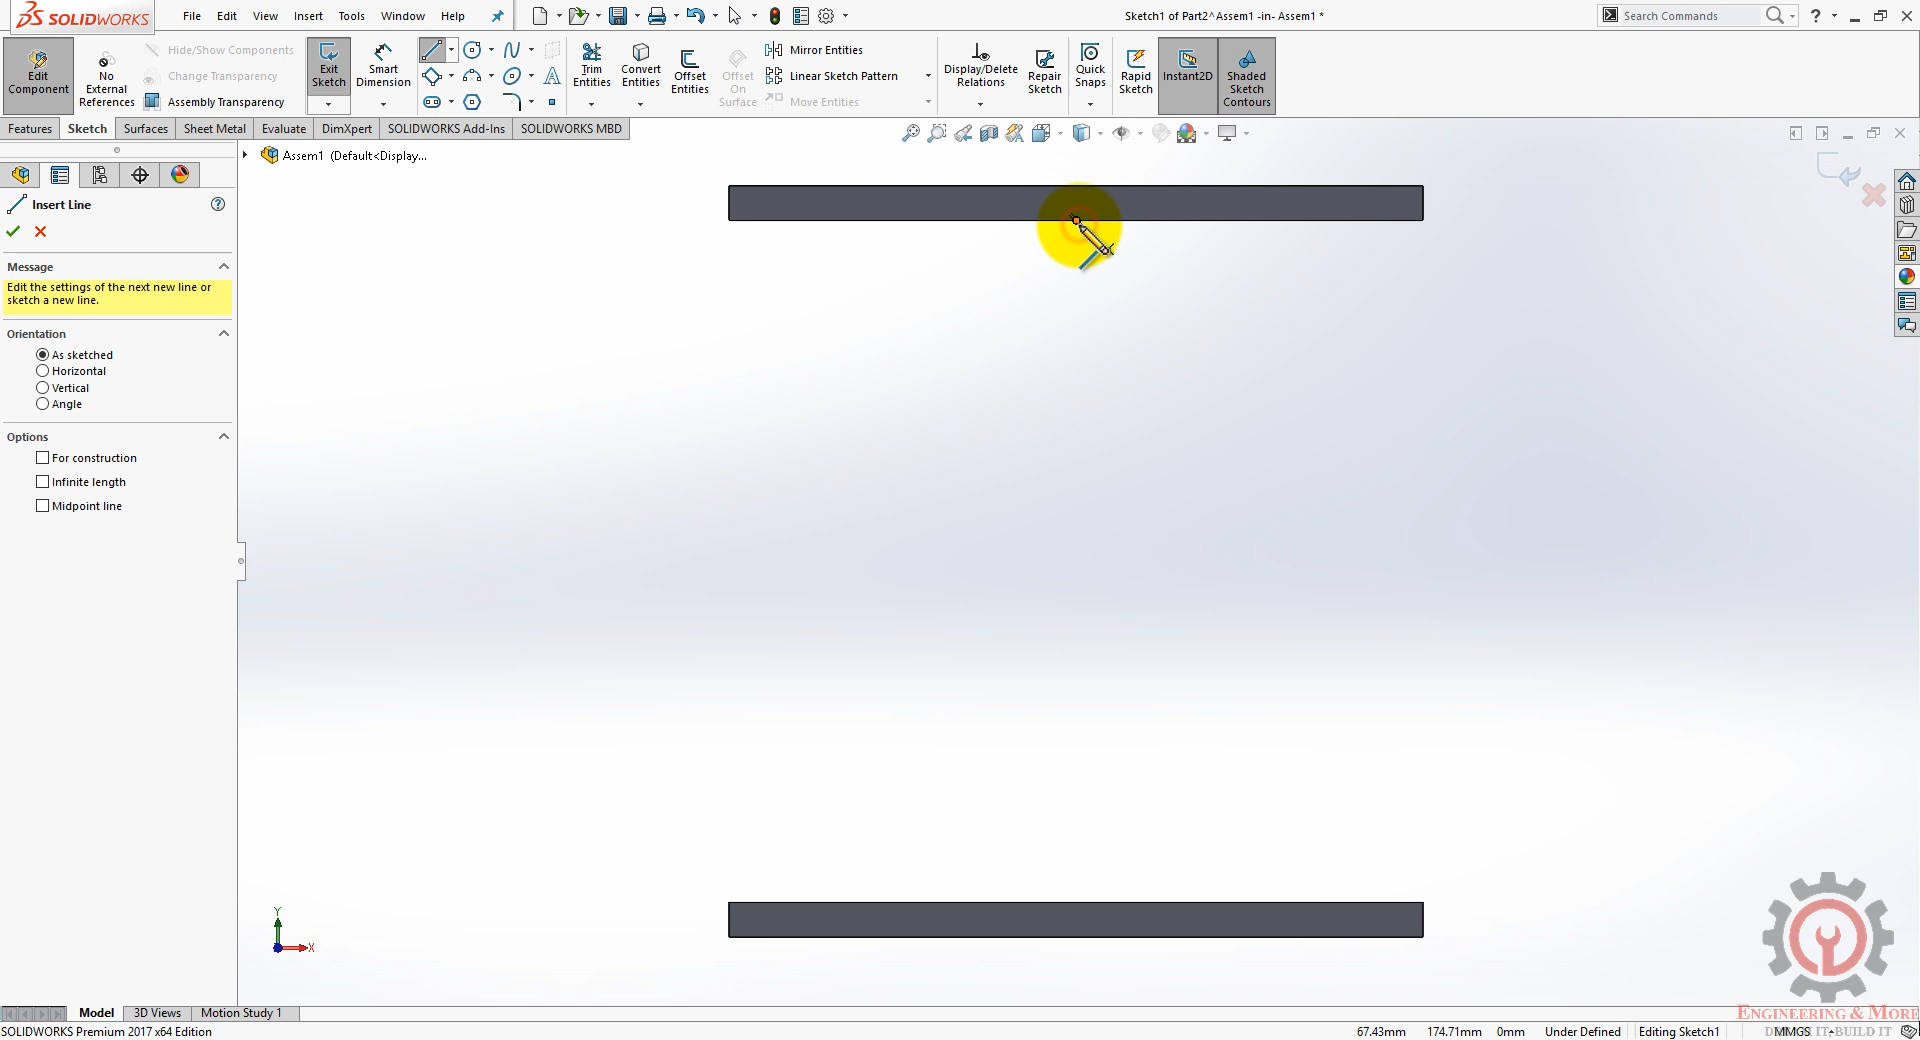 SOLIDWORKS
File Edit View Insert Tools Window Help
Sketch1 of Part2^Assem1 -in- Assem1 *
Search Commands
Edit Component
No External References
Hide/Show Components
Change Transparency
Assembly Transparency
Exit Sketch
Smart Dimension
Trim Entities
Convert Entities
Offset Entities
Offset On Surface
Mirror Entities
Linear Sketch Pattern
Move Entities
Display/Delete Relations
Repair Sketch
Quick Snaps
Rapid Sketch
Instant2D
Shaded Sketch Contours
Features Sketch Surfaces Sheet Metal Evaluate DimXpert SOLIDWORKS Add-Ins SOLIDWORKS MBD
Assem1 (Default<Display...
Insert Line
Message
Edit the settings of the next new line or
sketch a new line.
Orientation
As sketched
Horizontal
Vertical
Angle
Options
For construction
Infinite length
Midpoint line
Y
X
ENGINEERING & MORE
Model 3D Views Motion Study 1
SOLIDWORKS Premium 2017 x64 Edition
67.43mm 174.71mm 0mm Under Defined Editing Sketch1 MMGS